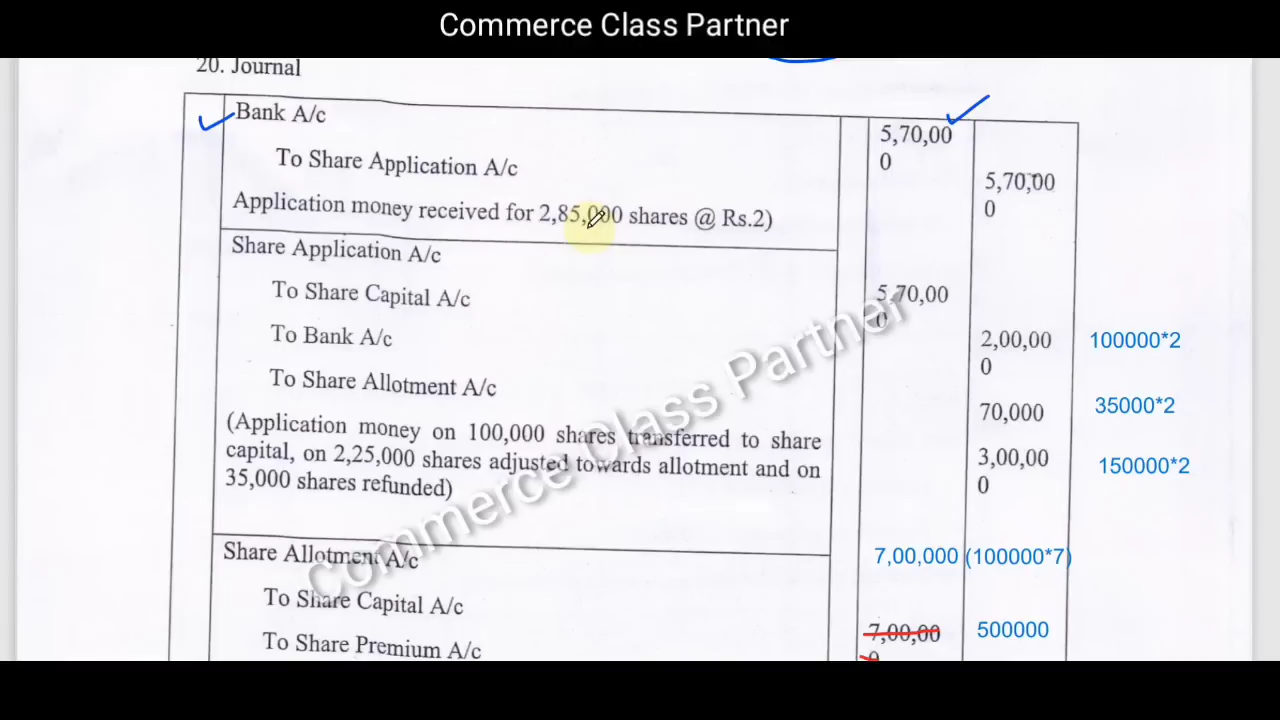 Commerce Class Partner
20. Journal
Bank A/c
5,70,00
0
To Share Application A/c
5,70,00
0
Application money received for 2,85,000 shares @ Rs.2)
Share Application A/c
5,70,00
0
To Share Capital A/c
2,00,00
0
100000*2
To Bank A/c
70,000
35000*2
To Share Allotment A/c
3,00,00
0
150000*2
(Application money on 100,000 shares transferred to share
capital, on 2,25,000 shares adjusted towards allotment and on
35,000 shares refunded)
Commerce Class Partner
Share Allotment A/c
7,00,000 (100000*7)
To Share Capital A/c
7,00,00
0
500000
To Share Premium A/c